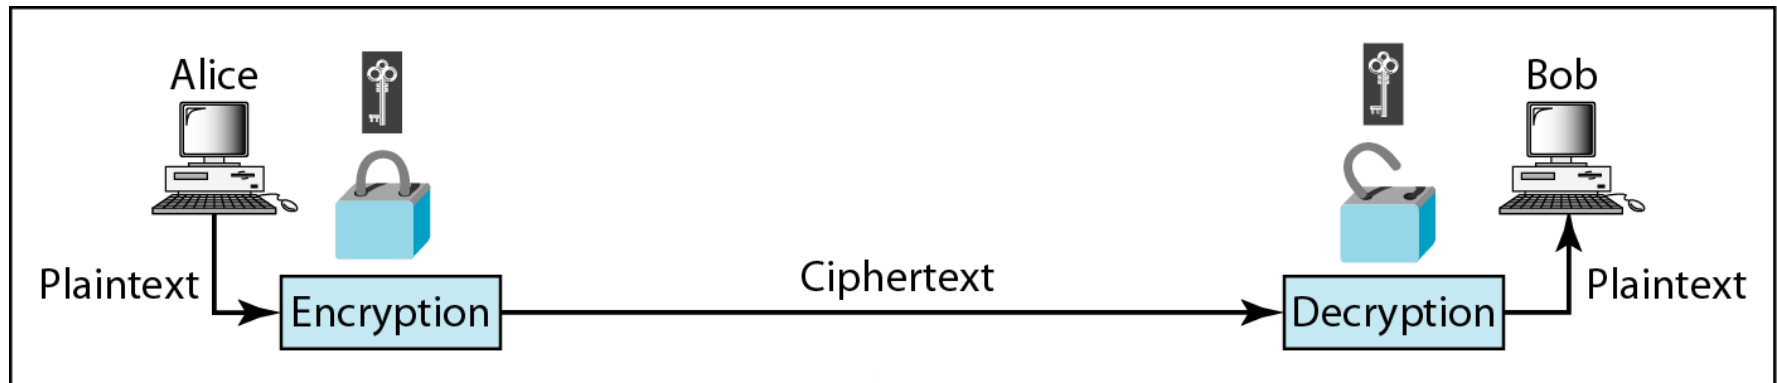 Alice
Bob
Plaintext
Ciphertext
Plaintext
Encryption
Decryption